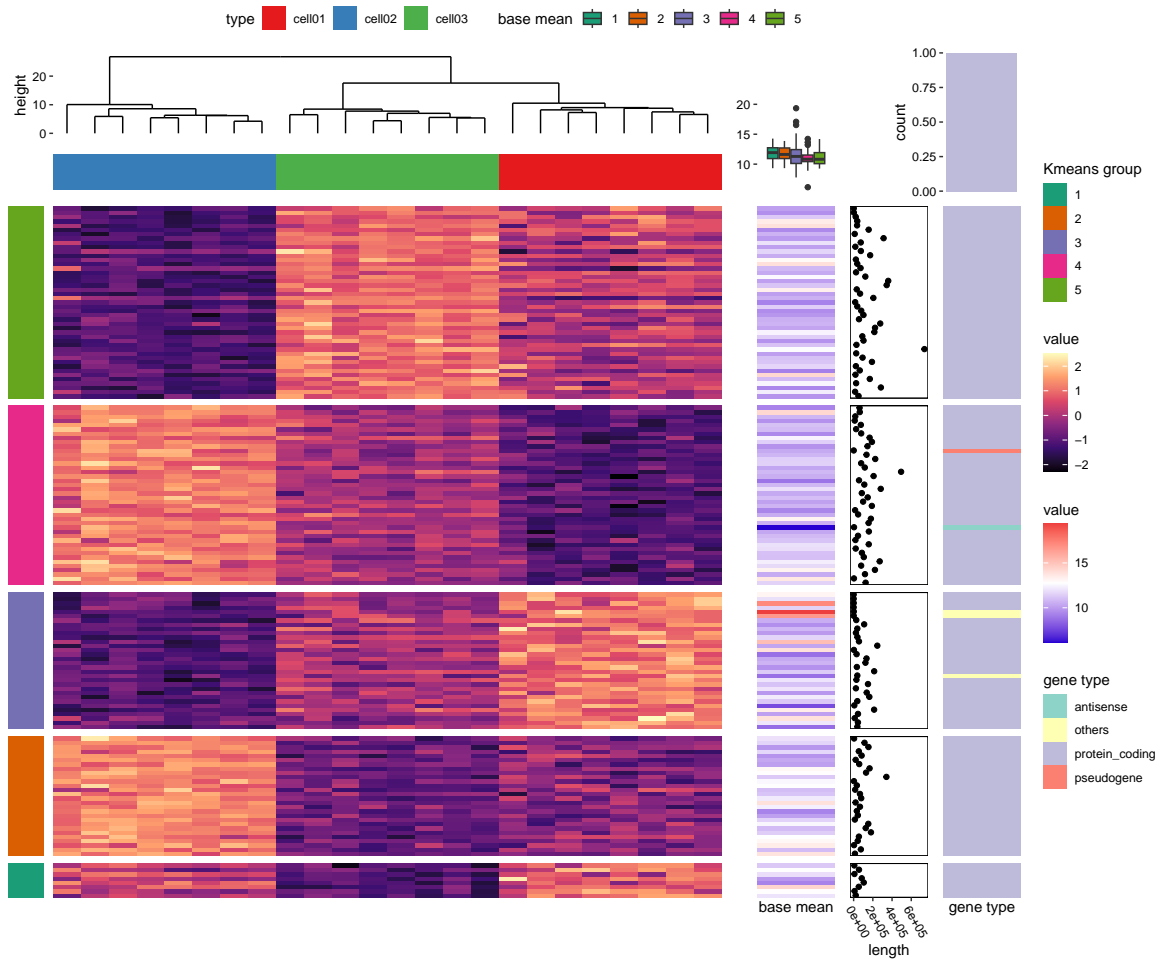 type cell01 cell02 cell03 base mean 1 2 3 4 5
height
20
10
0
20
15
10
count
1.00
0.75
0.50
0.25
0.00
Kmeans group
1
2
3
4
5
value
2
1
0
−1
−2
value
15
10
gene type
antisense
others
protein_coding
pseudogene
base mean
0e+00
2e+05
4e+05
6e+05
length
gene type